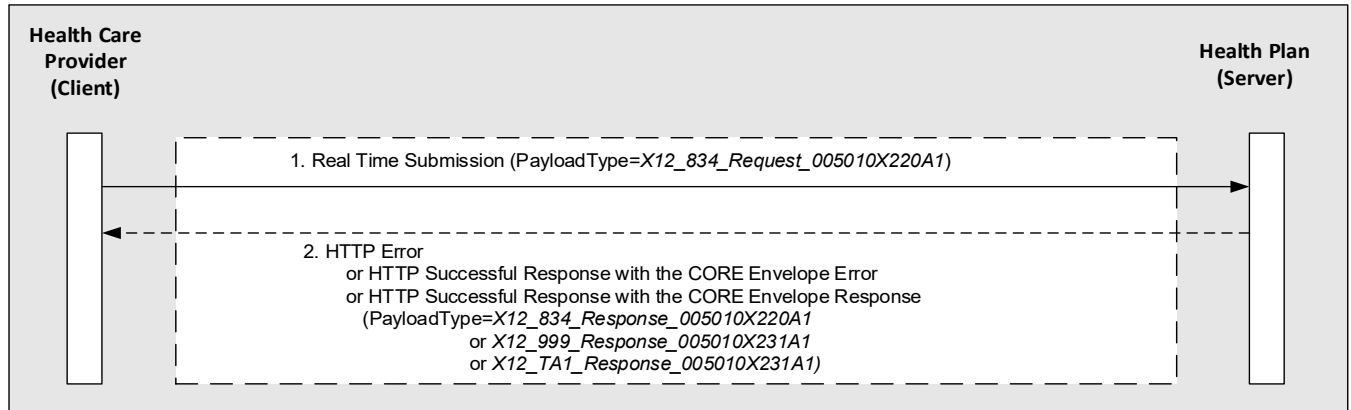 Health Care
Provider
(Client)
Health Plan
(Server)
1. Real Time Submission (PayloadType=X12_834_Request_005010X220A1)
2. HTTP Error
or HTTP Successful Response with the CORE Envelope Error
or HTTP Successful Response with the CORE Envelope Response
(PayloadType=X12_834_Response_005010X220A1
or X12_999_Response_005010X231A1
or X12_TA1_Response_005010X231A1)